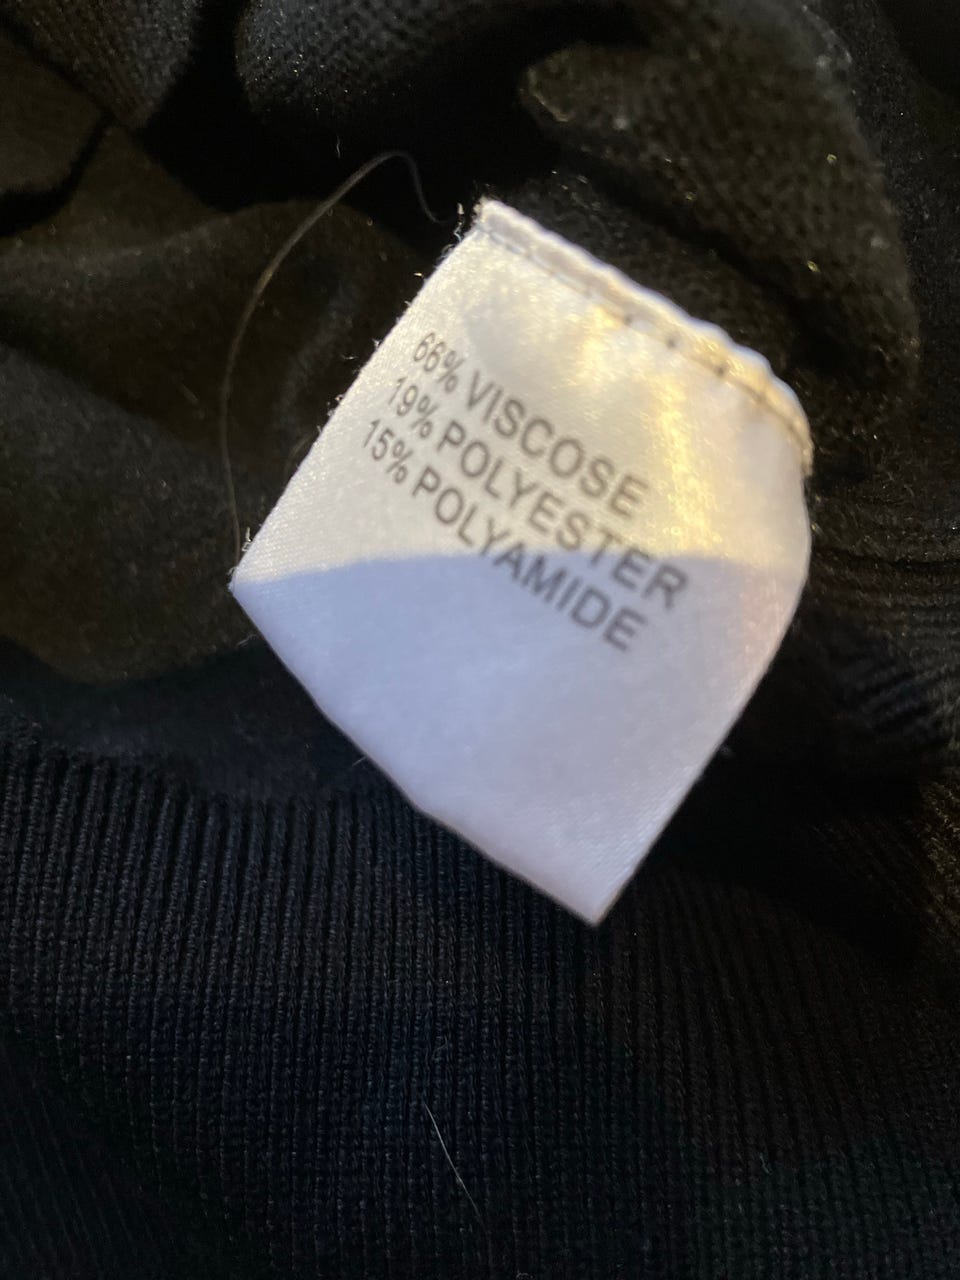 66% VISCOSE
19% POLYESTER
15% POLYAMIDE